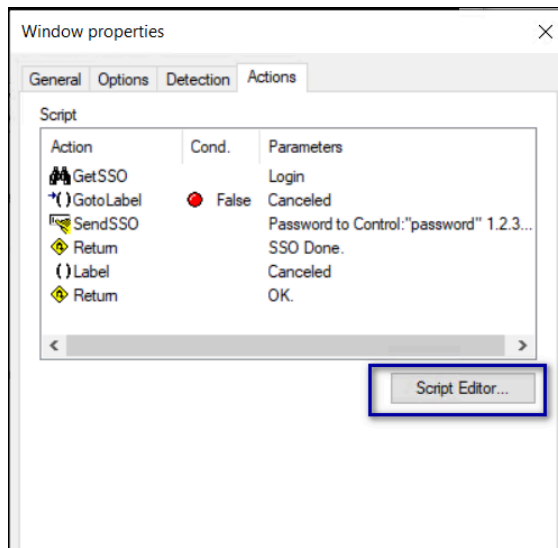 Window properties
General Options Detection Actions
Script
Action Cond. Parameters
GetSSO Login
GotoLabel False Canceled
SendSSO Password to Control:"password" 1.2.3...
Return SSO Done.
Label Canceled
Return OK.
Script Editor...